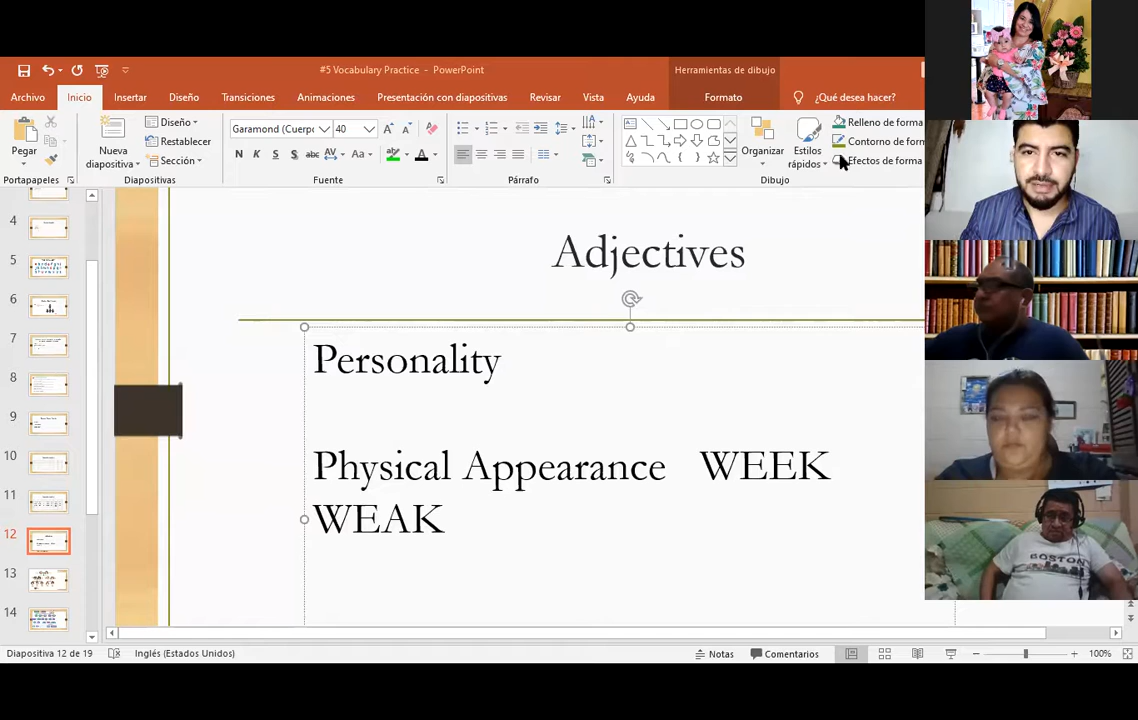 #5 Vocabulary Practice - PowerPoint
Herramientas de dibujo
Archivo Inicio Insertar Diseño Transiciones Animaciones Presentación con diapositivas Revisar Vista Ayuda Formato ¿Qué desea hacer?
Pegar
Nueva diapositiva
Diseño
Restablecer
Sección
Garamond (Cuerpo 40
N K S S abc AV Aa
Organizar
Estilos rápidos
Relleno de forma
Contorno de forn
Efectos de forma
Portapapeles Diapositivas Fuente Párrafo Dibujo
4
5
6
7
8
9
10
11
12
13
14
Adjectives
Personality
Physical Appearance WEEK
WEAK
BOSTON
Diapositiva 12 de 19 Inglés (Estados Unidos) Notas Comentarios 100%